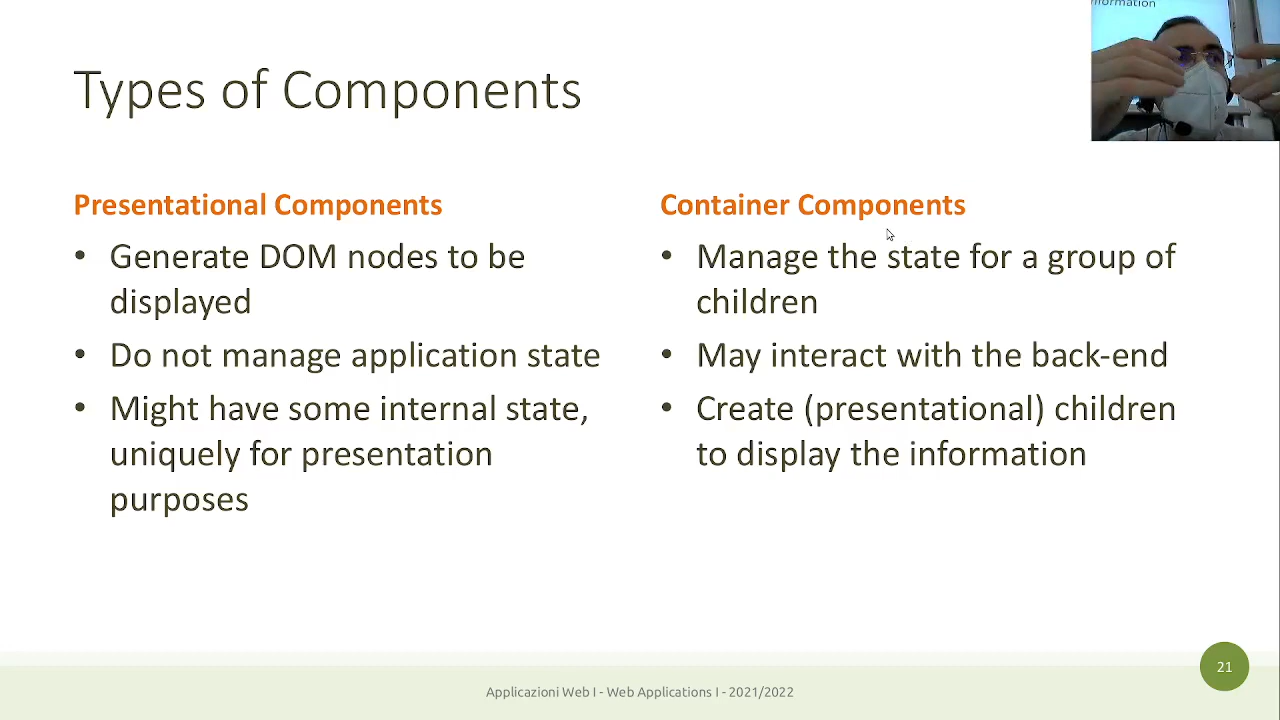 Types of Components
Presentational Components
• Generate DOM nodes to be
displayed
• Do not manage application state
• Might have some internal state,
uniquely for presentation
purposes
Container Components
• Manage the state for a group of
children
• May interact with the back-end
• Create (presentational) children
to display the information
Applicazioni Web I - Web Applications I - 2021/2022
21